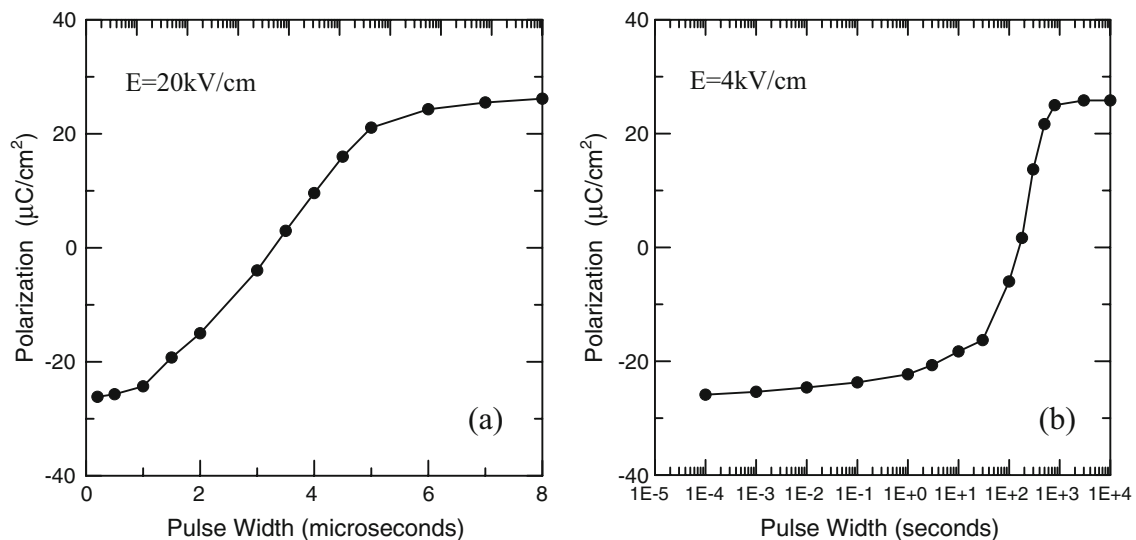 40
20
0
-20
-40
Polarization (μC/cm²)
E=20kV/cm
(a)
0 2 4 6 8
Pulse Width (microseconds)
40
20
0
-20
-40
Polarization (μC/cm²)
E=4kV/cm
(b)
1E-5 1E-4 1E-3 1E-2 1E-1 1E+0 1E+1 1E+2 1E+3 1E+4
Pulse Width (seconds)